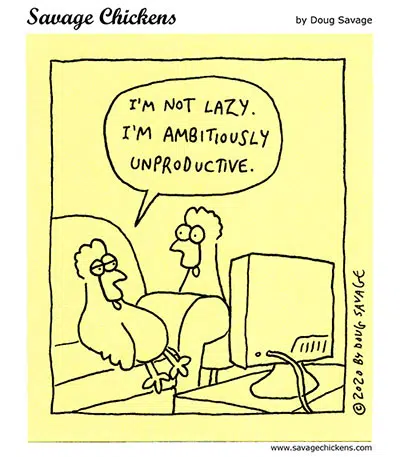 Savage Chickens
by Doug Savage
I'M NOT LAZY.
I'M AMBITIOUSLY
UNPRODUCTIVE.
©2020 BY DOUG SAVAGE
www.savagechickens.com